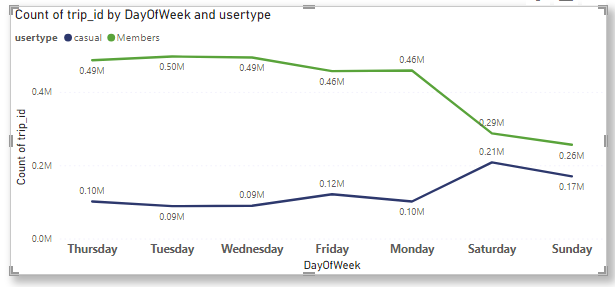 Count of trip_id by DayOfWeek and usertype
usertype casual Members
0.49M 0.50M 0.49M 0.46M 0.46M 0.29M 0.26M
0.10M 0.09M 0.09M 0.12M 0.10M 0.21M 0.17M
0.4M
0.2M
0.0M
Count of trip_id
Thursday Tuesday Wednesday Friday Monday Saturday Sunday
DayOfWeek